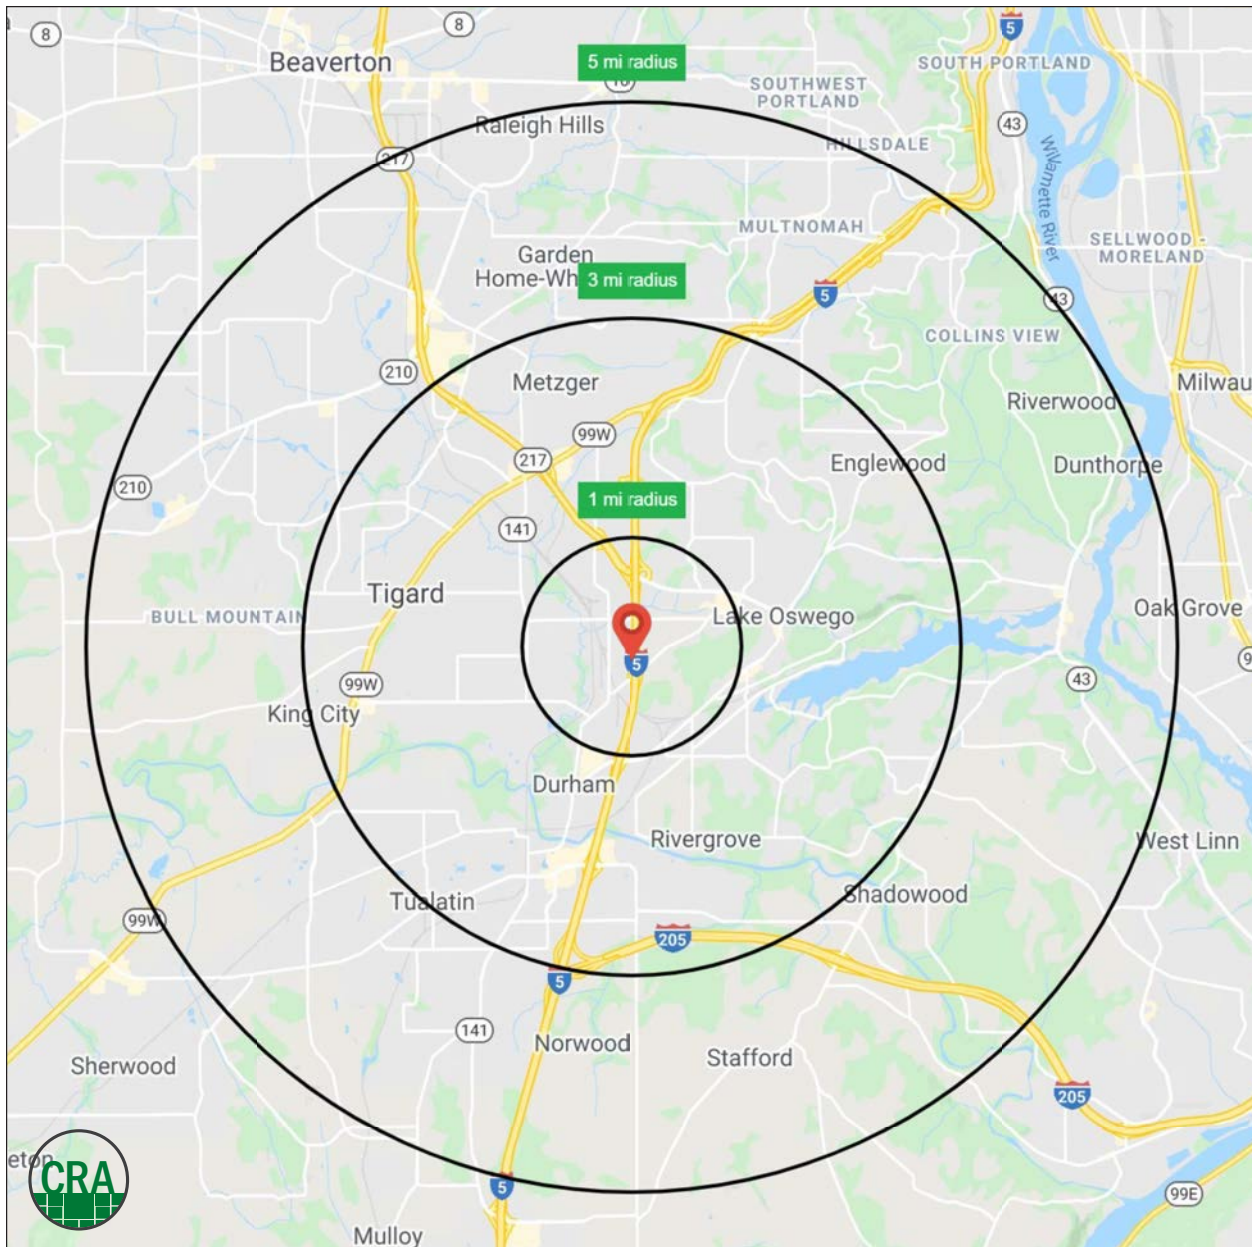 8
8
Beaverton
5 mi radius
SOUTHWEST
PORTLAND
5
SOUTH PORTLAND
10
Raleigh Hills
HILLSDALE
43
217
Willamette River
MULTNOMAH
SELLWOOD -
MORELAND
Garden
Home-Wh
3 mi radius
5
43
COLLINS VIEW
210
Metzger
Milwau
Riverwood
99W
217
Englewood
Dunthorpe
210
1 mi radius
141
Tigard
BULL MOUNTAIN
Lake Oswego
Oak Grove
5
9
99W
43
King City
Durham
Rivergrove
West Linn
Tualatin
Shadowood
99W
205
5
141
Norwood
Stafford
Sherwood
205
eton
CRA
5
99E
Mulloy